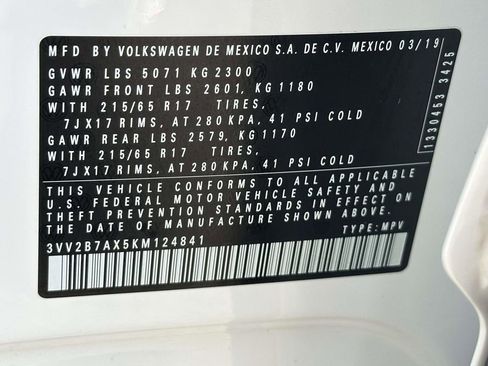 MFD BY VOLKSWAGEN DE MEXICO S.A. DE C.V. MEXICO 03/19
GVWR LBS 5071 KG 2300
GAWR FRONT LBS 2601, KG 1180
WITH 215/65 R17 TIRES,
7JX17 RIMS, AT 280 KPA, 41 PSI COLD
GAWR REAR LBS 2579, KG 1170
WITH 215/65 R17 TIRES,
7JX17 RIMS, AT 280 KPA, 41 PSI COLD
THIS VEHICLE CONFORMS TO ALL APPLICABLE
U.S. FEDERAL MOTOR VEHICLE SAFETY AND
THEFT PREVENTION STANDARDS IN EFFECT ON THE
DATE OF MANUFACTURE SHOWN ABOVE.
3VV2B7AX5KM124841 TYPE: MPV
1330453 3425